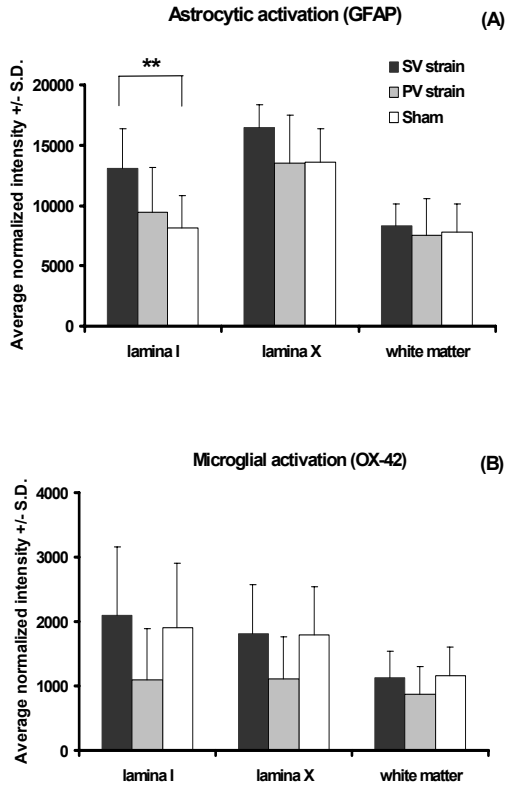 Astrocytic activation (GFAP)
(A)
**
SV strain
PV strain
Sham
Average normalized intensity +/- S.D.
20000
15000
10000
5000
0
lamina I
lamina X
white matter
Microglial activation (OX-42)
(B)
Average normalized intensity +/- S.D.
4000
3000
2000
1000
0
lamina I
lamina X
white matter